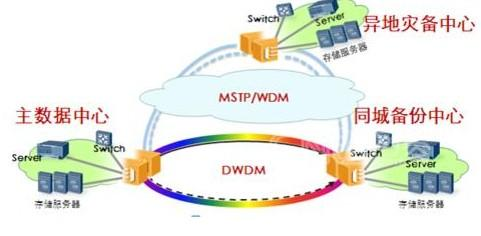 Switch
Server
异地灾备中心
存储服务器
MSTP/WDM
主数据中心
同城备份中心
Switch
Server
DWDM
Switch
Server
存储服务器
存储服务器